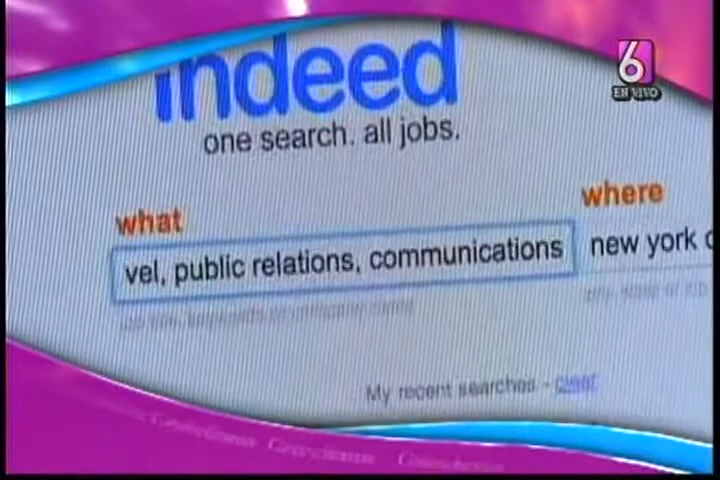 indeed
one search. all jobs.
6
EN VIVO
what
where
vel, public relations, communications
new york c
My recent searches - clear